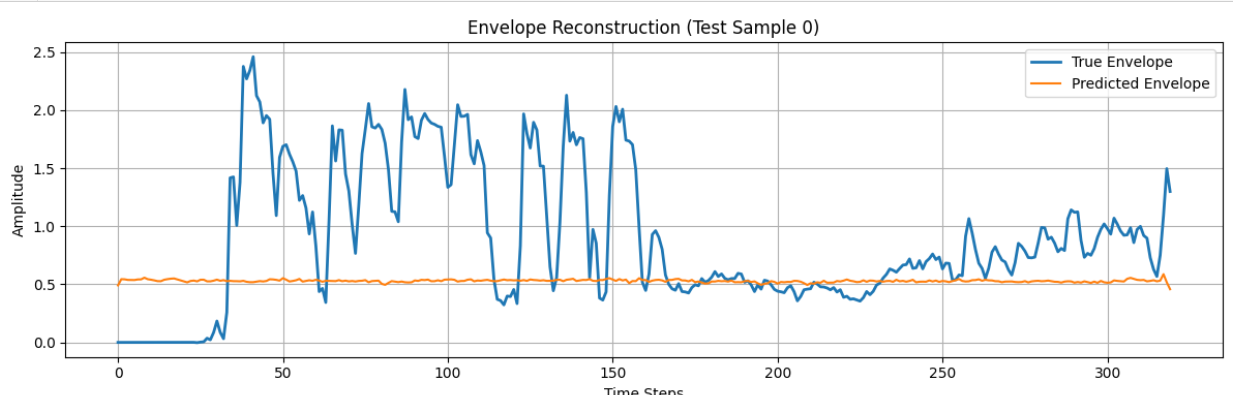 Envelope Reconstruction (Test Sample 0)
True Envelope
Predicted Envelope
Amplitude
2.5
2.0
1.5
1.0
0.5
0.0
0 50 100 150 200 250 300
Time Steps